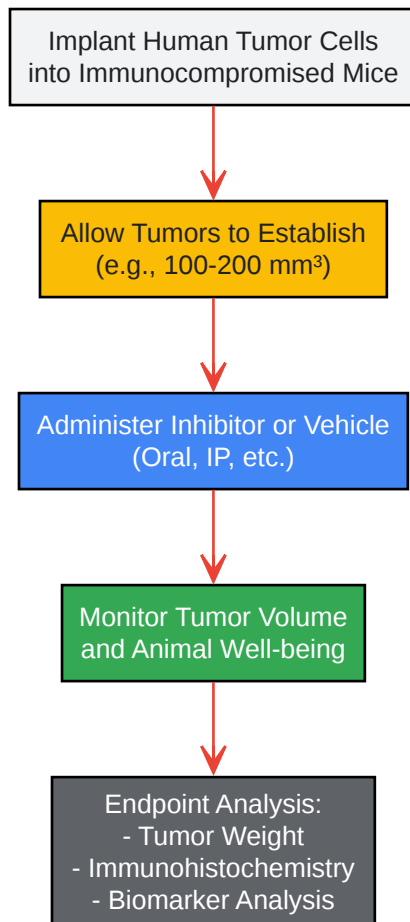 Implant Human Tumor Cells
into Immunocompromised Mice
Allow Tumors to Establish
(e.g., 100-200 mm³)
Administer Inhibitor or Vehicle
(Oral, IP, etc.)
Monitor Tumor Volume
and Animal Well-being
Endpoint Analysis:
- Tumor Weight
- Immunohistochemistry
- Biomarker Analysis